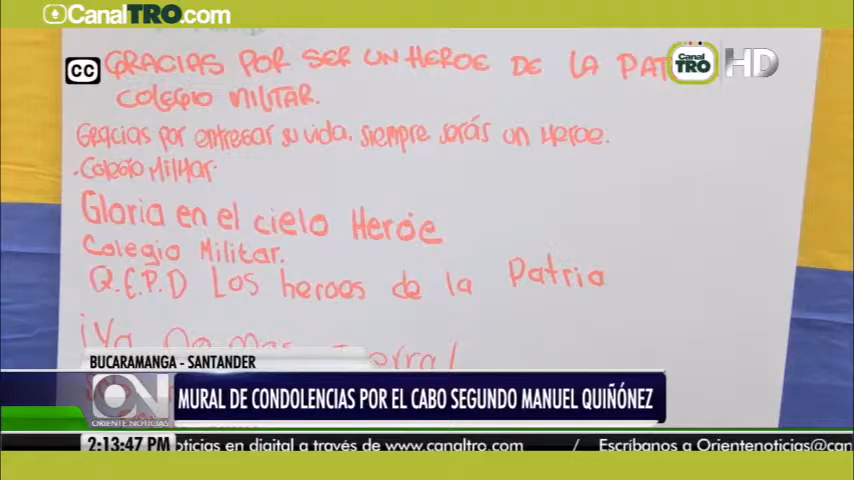 CanalTRO.com
CC
GRACIAS POR SER UN HEROE DE LA PAT
Canal TRO HD
COLEGIO MILITAR.
Gracias por entregar su vida. siempre serás un Heroe.
Colegio Militar.
Gloria en el cielo Heroe
Colegio Militar.
Q.E.P.D Los heroes de la Patria
¡Ya no mas
BUCARAMANGA - SANTANDER
ON
ORIENTE NOTICIAS
MURAL DE CONDOLENCIAS POR EL CABO SEGUNDO MANUEL QUIÑÓNEZ
2:13:47 PM oticias en digital a través de www.canaltro.com / Escríbanos a Orientenoticias@can